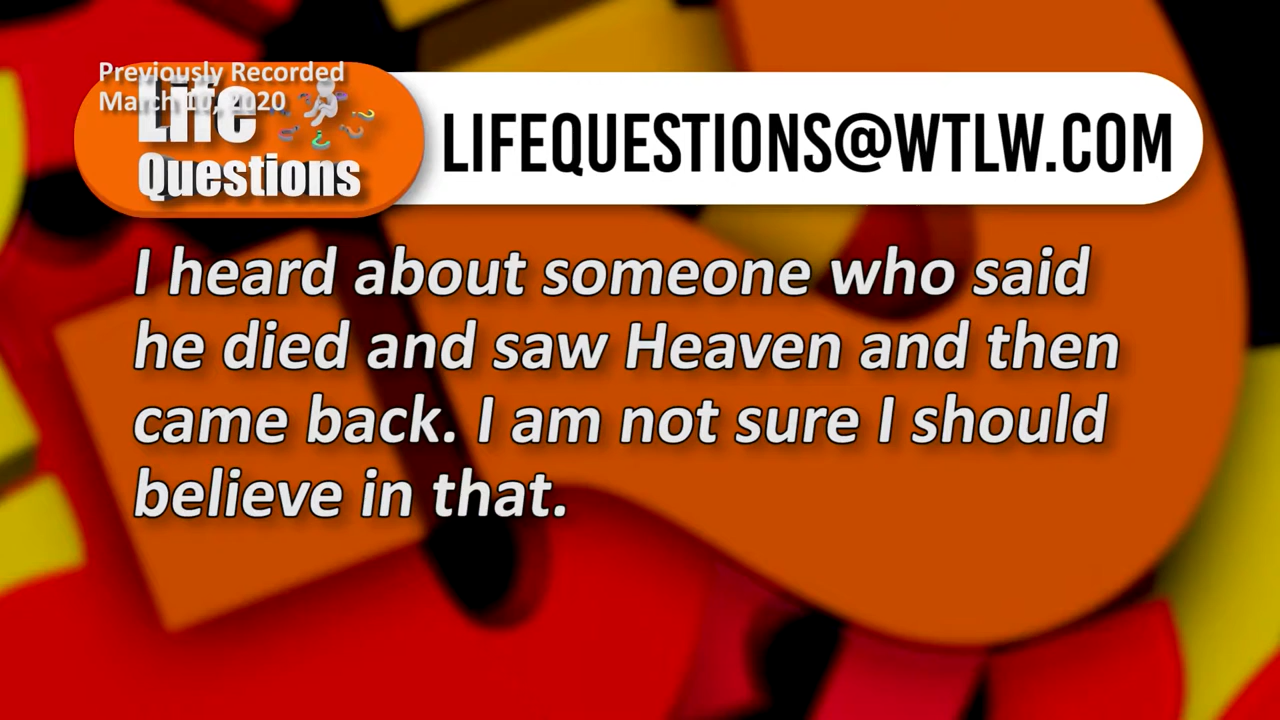 Previously Recorded
March 10, 2020
Life
Questions
LIFEQUESTIONS@WTLW.COM
I heard about someone who said
he died and saw Heaven and then
came back. I am not sure I should
believe in that.